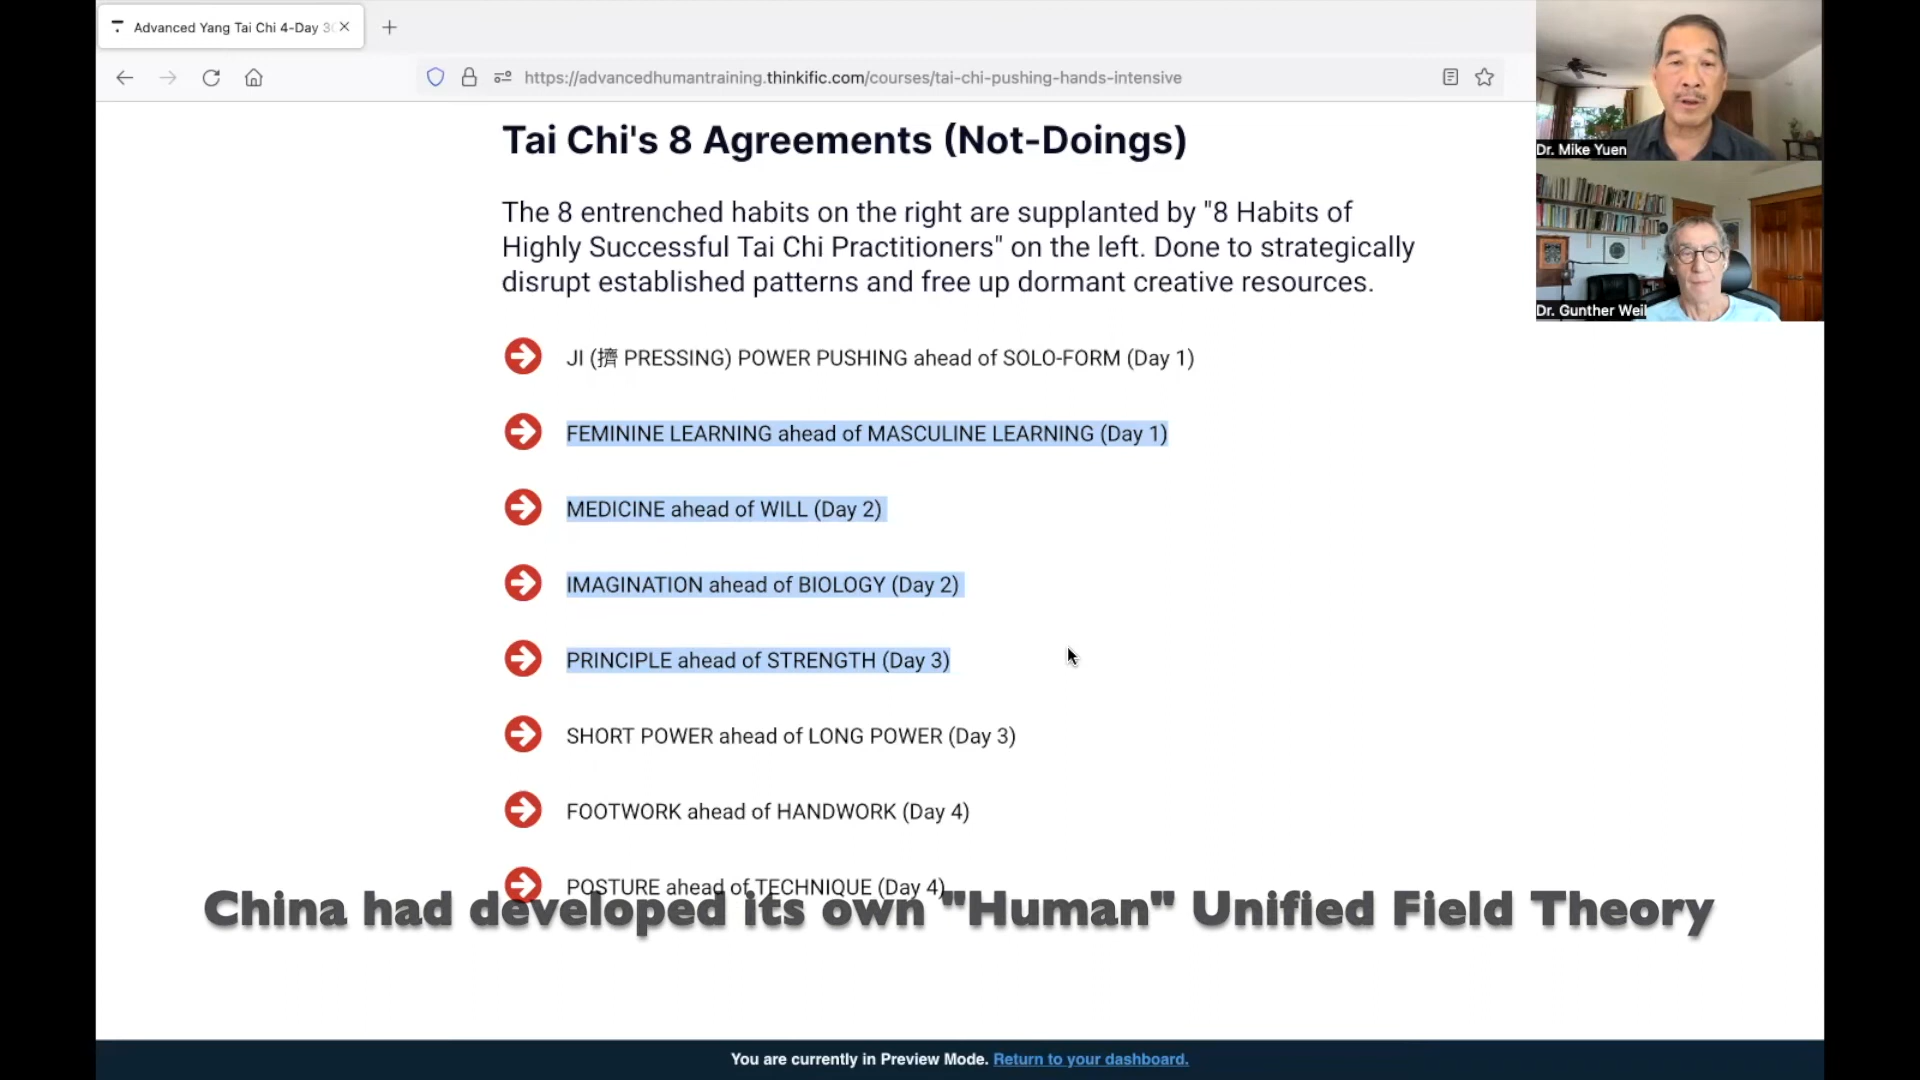 Advanced Yang Tai Chi 4-Day 3
https://advancedhumantraining.thinkific.com/courses/tai-chi-pushing-hands-intensive
Dr. Mike Yuen
Dr. Gunther Weil
Tai Chi's 8 Agreements (Not-Doings)
The 8 entrenched habits on the right are supplanted by "8 Habits of
Highly Successful Tai Chi Practitioners" on the left. Done to strategically
disrupt established patterns and free up dormant creative resources.
JI (擠 PRESSING) POWER PUSHING ahead of SOLO-FORM (Day 1)
FEMININE LEARNING ahead of MASCULINE LEARNING (Day 1)
MEDICINE ahead of WILL (Day 2)
IMAGINATION ahead of BIOLOGY (Day 2)
PRINCIPLE ahead of STRENGTH (Day 3)
SHORT POWER ahead of LONG POWER (Day 3)
FOOTWORK ahead of HANDWORK (Day 4)
POSTURE ahead of TECHNIQUE (Day 4)
China had developed its own "Human" Unified Field Theory
You are currently in Preview Mode. Return to your dashboard.